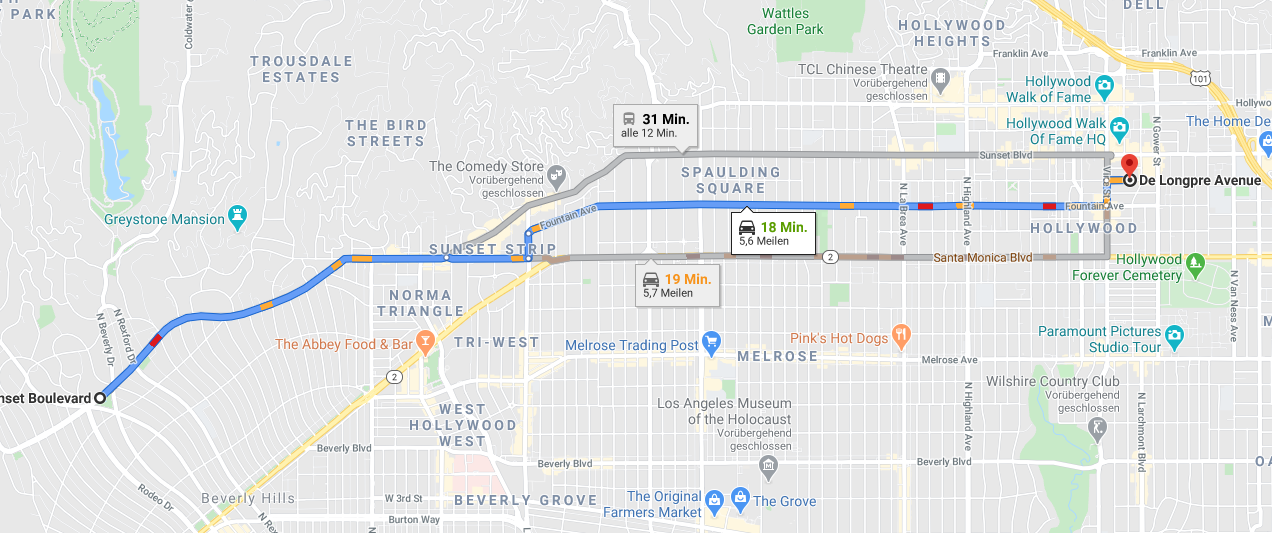 T PARK
Coldwater C
TROUSDALE
ESTATES
THE BIRD
STREETS
Greystone Mansion
The Comedy Store
Vorübergehend
geschlossen
31 Min.
alle 12 Min.
Wattles
Garden Park
HOLLYWOOD
HEIGHTS
DELL
Franklin Ave
Franklin Ave
101
TCL Chinese Theatre
Vorübergehend
geschlossen
Hollywood
Walk of Fame
Hollywo
Hollywood Walk
Of Fame HQ
N Gower St
The Home De
Sunset Blvd
SPAULDING
SQUARE
De Longpre Avenue
Vine St
N La Brea Ave
N Highland Ave
Fountain Ave
Fountain Ave
18 Min.
5,6 Meilen
HOLLYWOOD
SUNSET STRIP
2
Santa Monica Blvd
19 Min.
5,7 Meilen
Hollywood
Forever Cemetery
N Van Ness Ave
NORMA
TRIANGLE
N Beverly Dr
N Rexford Dr
The Abbey Food & Bar
TRI-WEST
Melrose Trading Post
MELROSE
Pink's Hot Dogs
Paramount Pictures
Studio Tour
M
Melrose Ave
2
nset Boulevard
Wilshire Country Club
Vorübergehend
geschlossen
N Highland Ave
N Larchmont Blvd
WEST
HOLLYWOOD
WEST
Los Angeles Museum
of the Holocaust
Vorübergehend
geschlossen
Beverly Blvd
Beverly Blvd
Beverly Blvd
OA
Rodeo Dr
Beverly Hills
N Rex
W 3rd St
BEVERLY GROVE
The Original
Farmers Market
The Grove
Burton Way